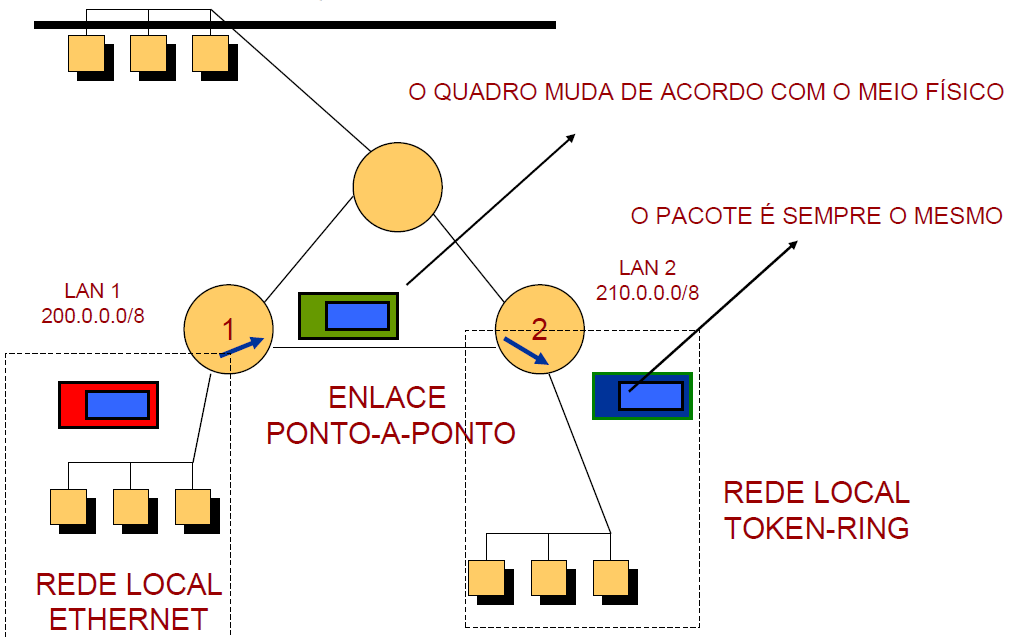 O QUADRO MUDA DE ACORDO COM O MEIO FÍSICO
O PACOTE É SEMPRE O MESMO
LAN 1
200.0.0.0/8
LAN 2
210.0.0.0/8
1
2
ENLACE
PONTO-A-PONTO
REDE LOCAL
TOKEN-RING
REDE LOCAL
ETHERNET